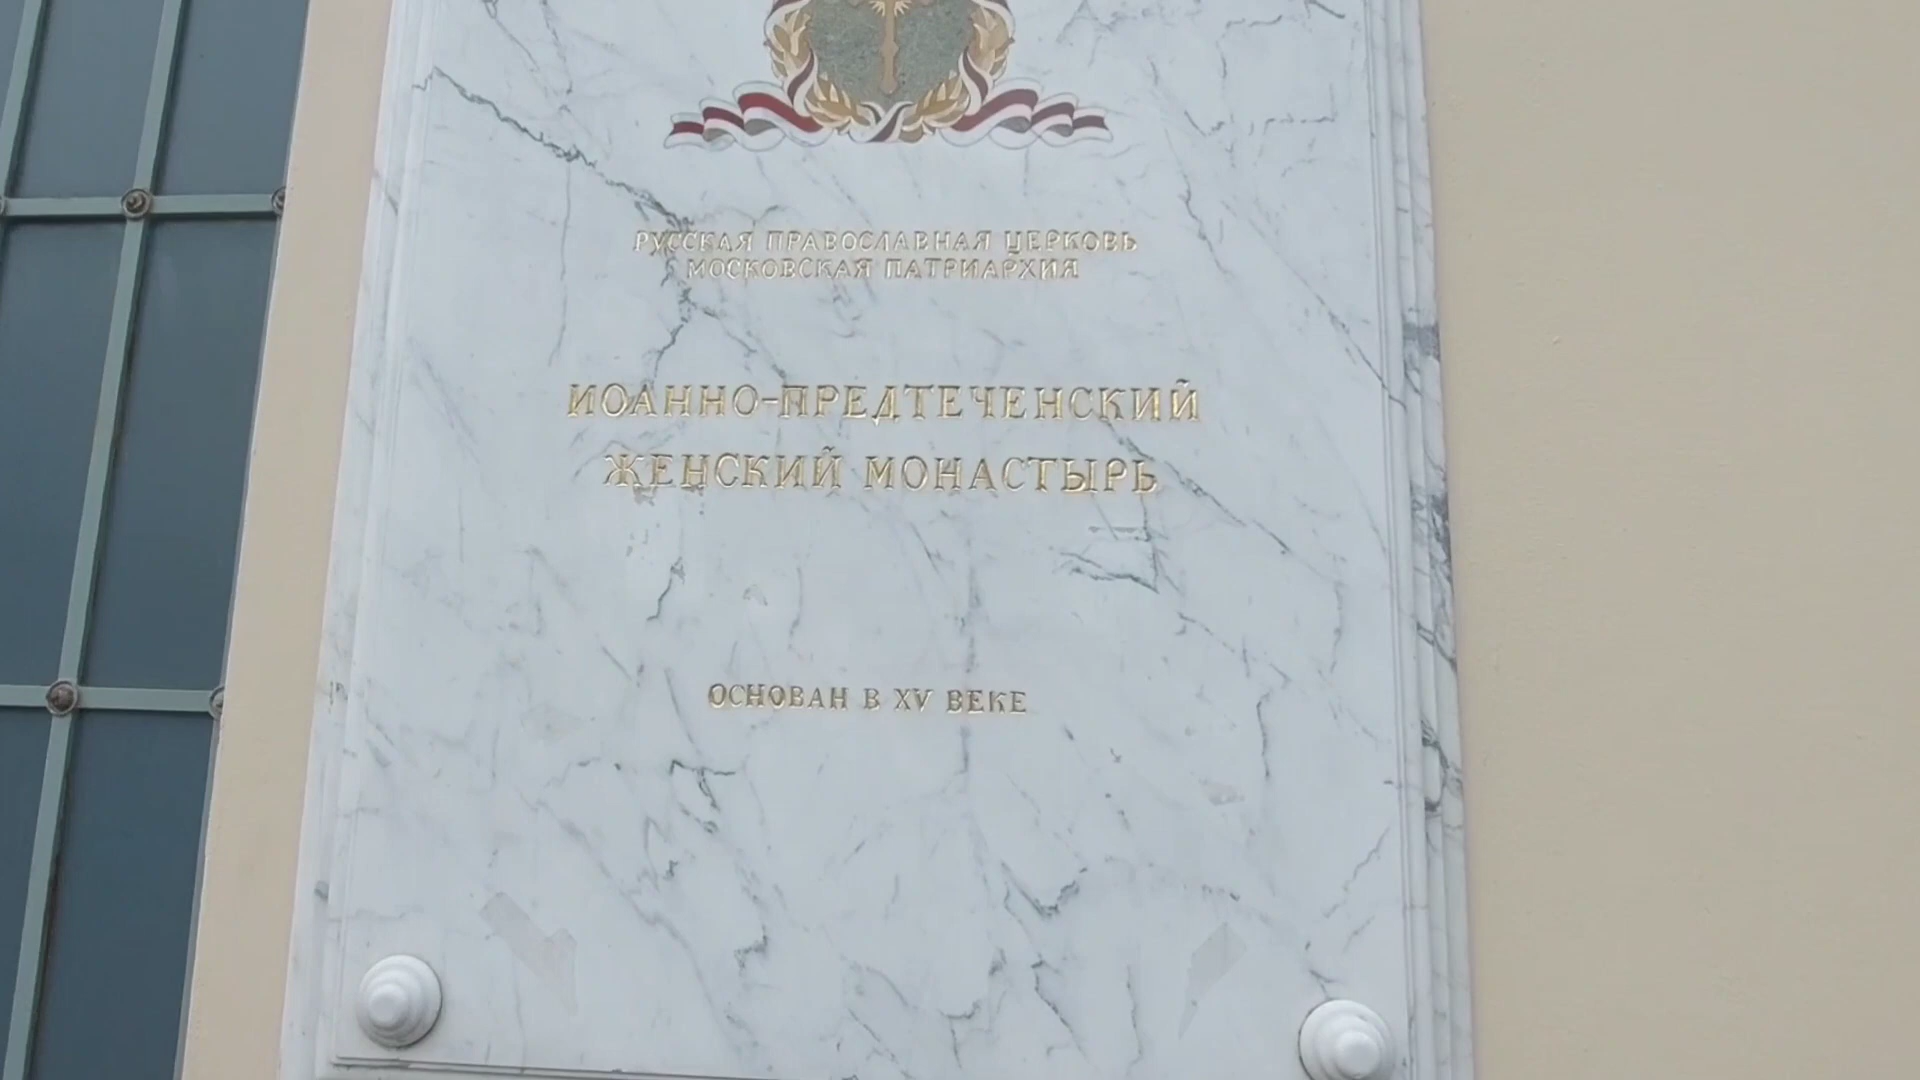 РУССКАЯ ПРАВОСЛАВНАЯ ЦЕРКОВЬ
МОСКОВСКАЯ ПАТРИАРХИЯ
ИОАННО-ПРЕДТЕЧЕНСКИЙ
ЖЕНСКИЙ МОНАСТЫРЬ
ОСНОВАН В XV ВЕКЕ